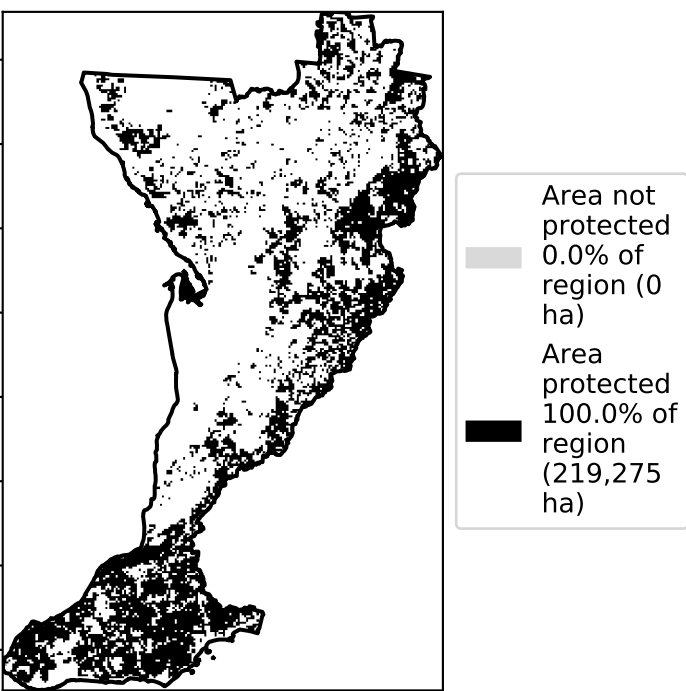 Area not
protected
0.0% of
region (0
ha)
Area
protected
100.0% of
region
(219,275
ha)